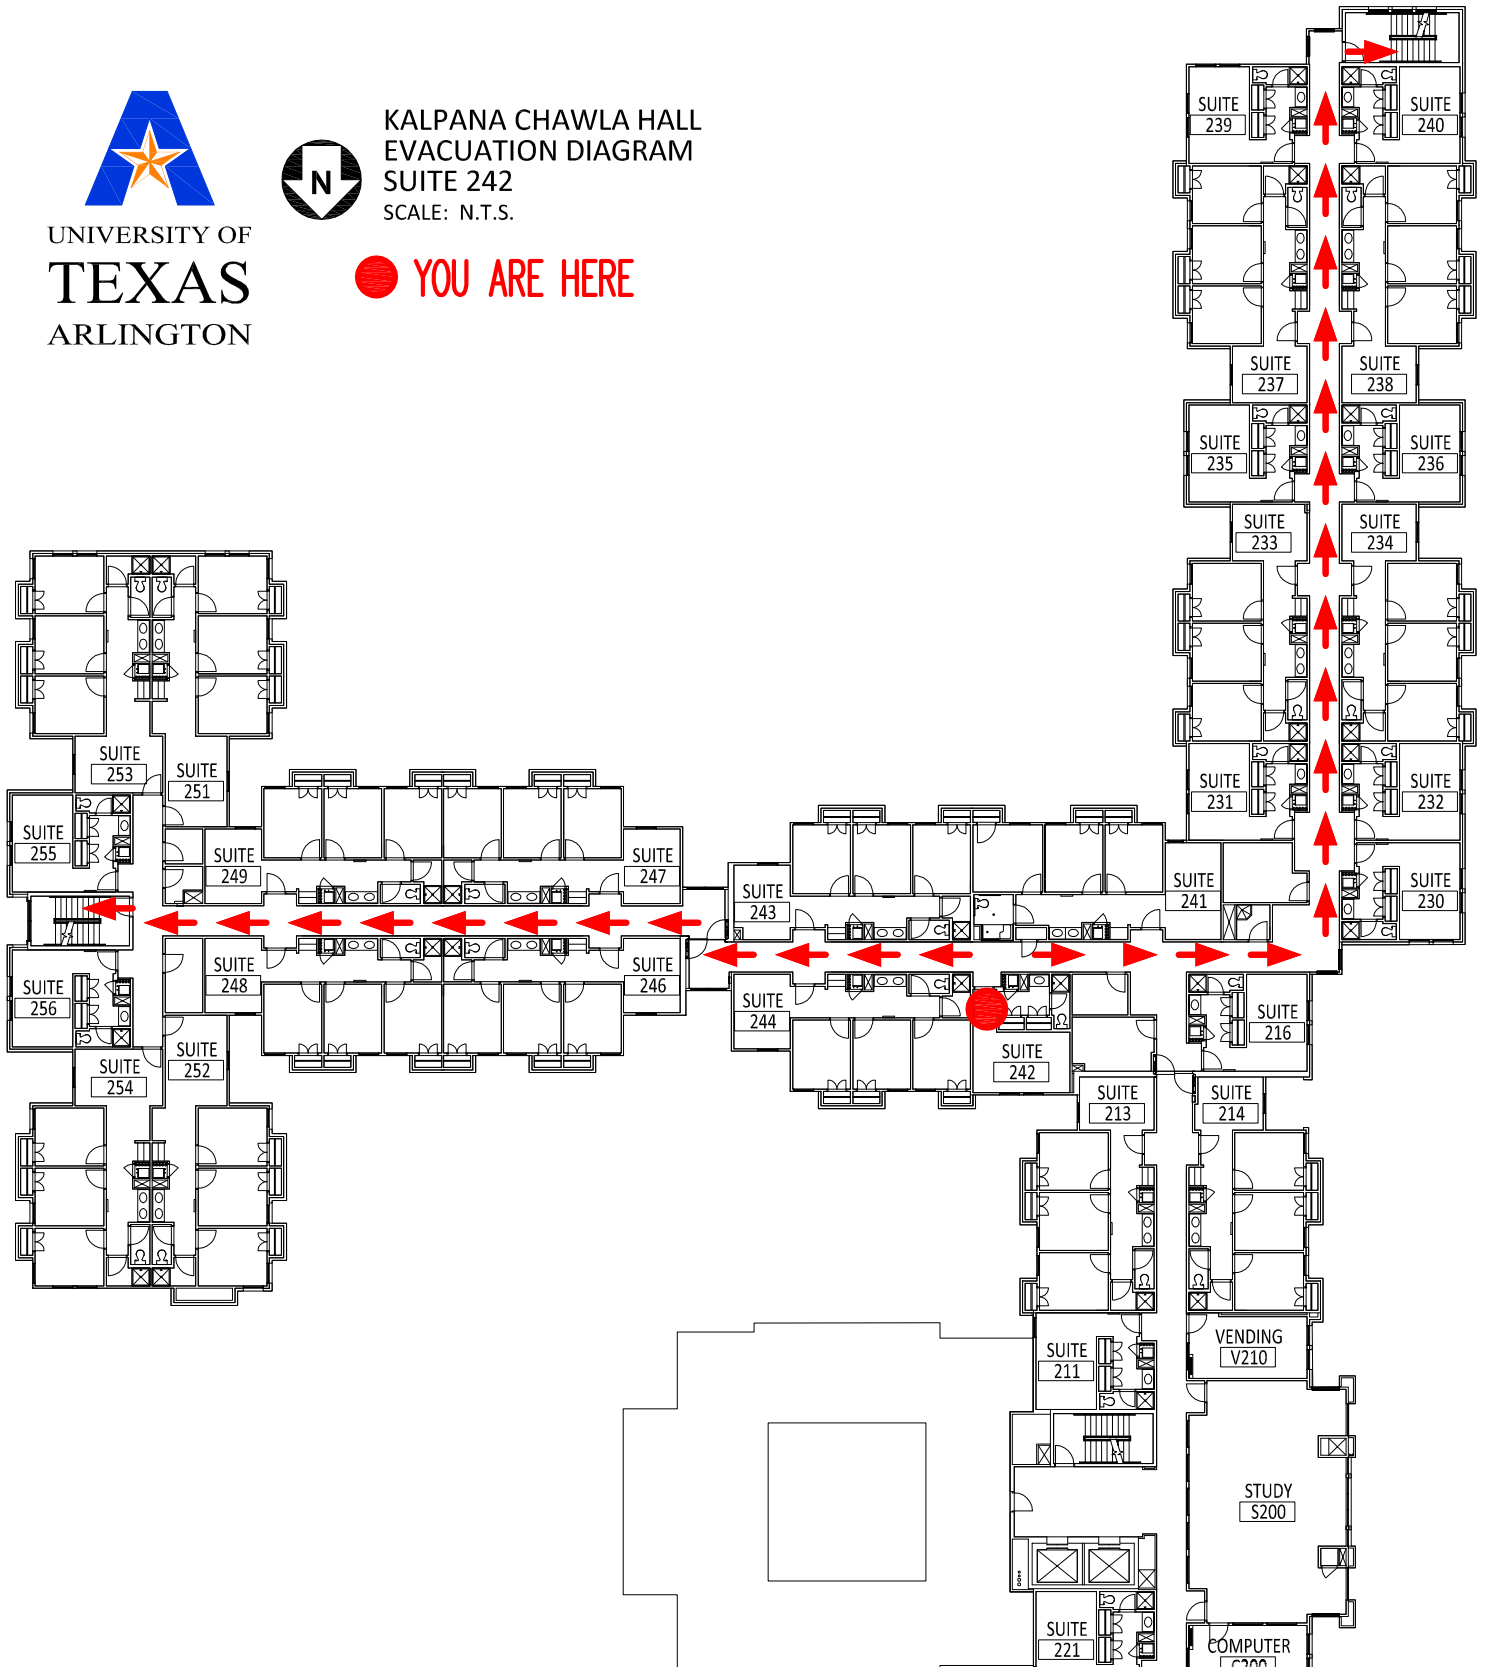 UNIVERSITY OF
TEXAS
ARLINGTON
N
KALPANA CHAWLA HALL
EVACUATION DIAGRAM
SUITE 242
SCALE: N.T.S.
YOU ARE HERE
SUITE
239
SUITE
240
SUITE
237
SUITE
238
SUITE
235
SUITE
236
SUITE
233
SUITE
234
SUITE
231
SUITE
232
SUITE
253
SUITE
251
SUITE
255
SUITE
249
SUITE
247
SUITE
243
SUITE
241
SUITE
230
SUITE
256
SUITE
248
SUITE
246
SUITE
244
SUITE
242
SUITE
216
SUITE
254
SUITE
252
SUITE
213
SUITE
214
SUITE
211
VENDING
V210
STUDY
S200
SUITE
221
COMPUTER
C200